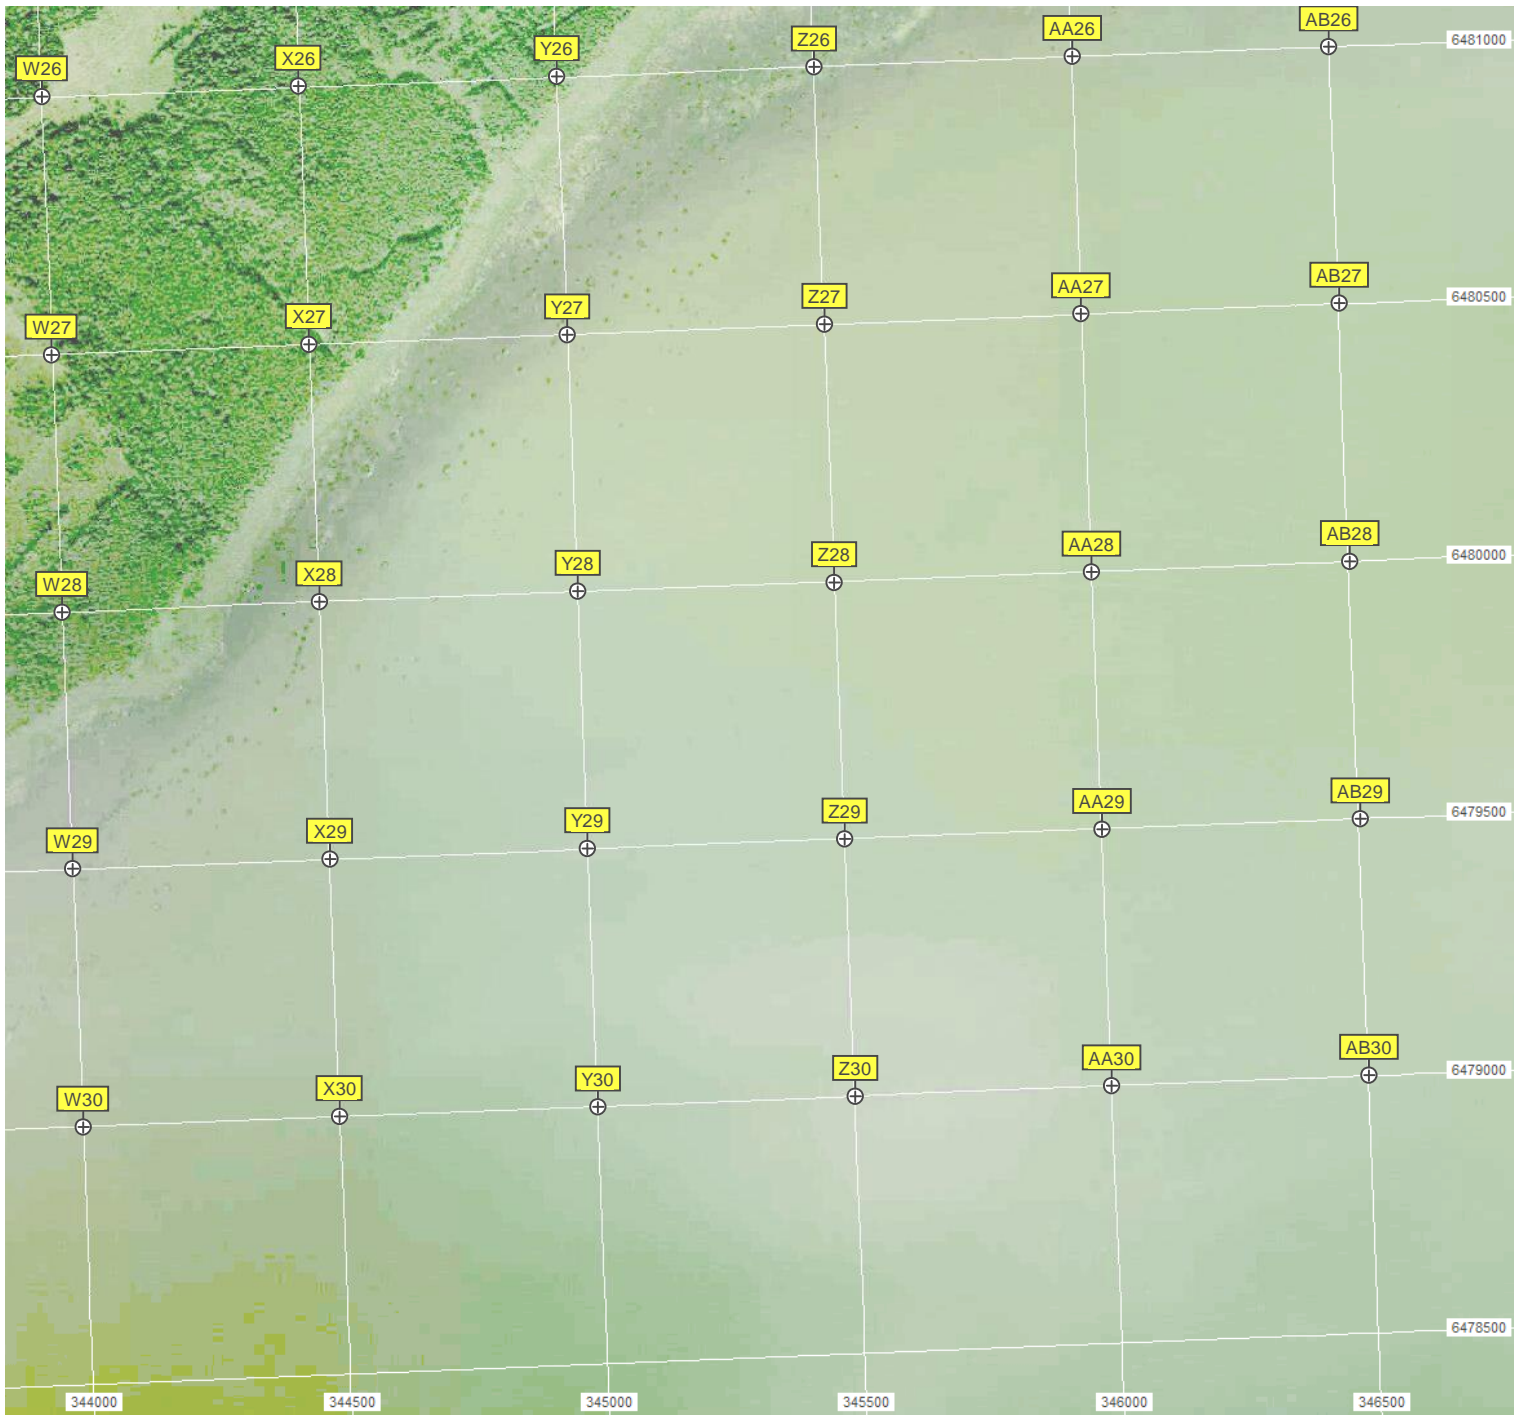 W26 X26 Y26 Z26 AA26 AB26 6481000
W27 X27 Y27 Z27 AA27 AB27 6480500
W28 X28 Y28 Z28 AA28 AB28 6480000
W29 X29 Y29 Z29 AA29 AB29 6479500
W30 X30 Y30 Z30 AA30 AB30 6479000
6478500
344000 344500 345000 345500 346000 346500